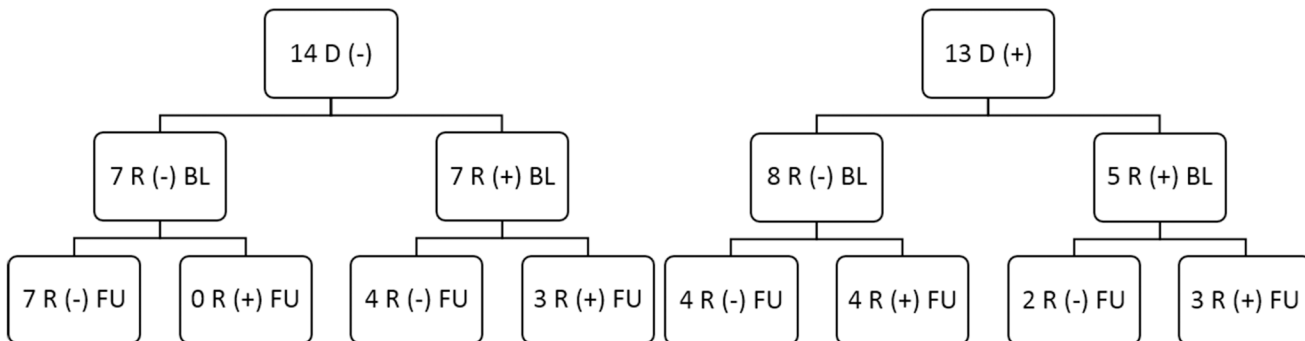 14 D (-)
13 D (+)
7 R (-) BL
7 R (+) BL
8 R (-) BL
5 R (+) BL
7 R (-) FU
0 R (+) FU
4 R (-) FU
3 R (+) FU
4 R (-) FU
4 R (+) FU
2 R (-) FU
3 R (+) FU